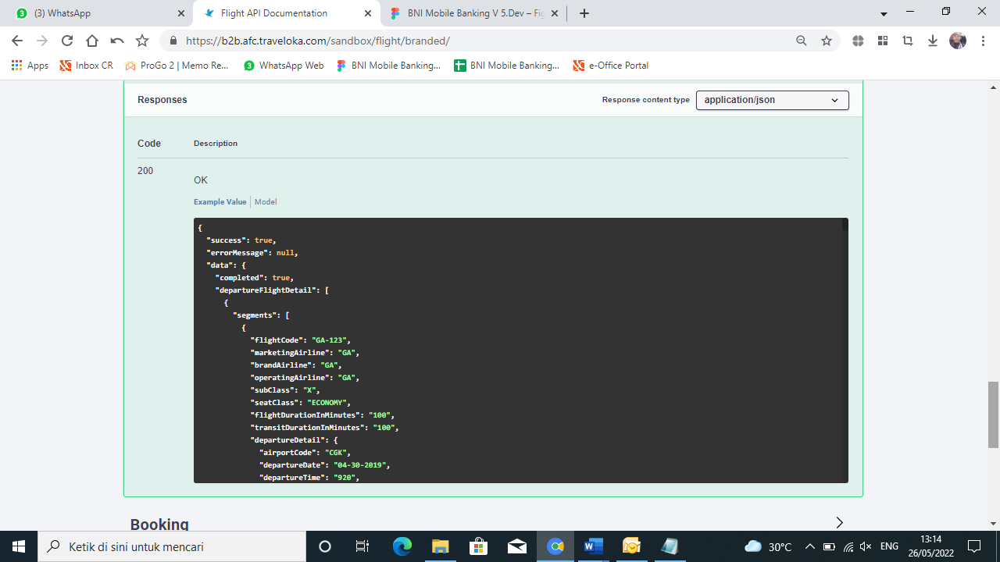 3 (3) WhatsApp
Flight API Documentation
BNI Mobile Banking V 5.Dev – Fig
https://b2b.afc.traveloka.com/sandbox/flight/branded/
Apps
Inbox CR
ProGo 2 | Memo Re...
3 WhatsApp Web
BNI Mobile Banking...
BNI Mobile Banking...
e-Office Portal
Responses
Response content type
application/json
Code
Description
200
OK
Example Value
Model
{
"success": true,
"errorMessage": null,
"data": {
"completed": true,
"departureFlightDetail": [
{
"segments": [
{
"flightCode": "GA-123",
"marketingAirline": "GA",
"brandAirline": "GA",
"operatingAirline": "GA",
"subClass": "X",
"seatClass": "ECONOMY",
"flightDurationInMinutes": "100",
"transitDurationInMinutes": "100",
"departureDetail": {
"airportCode": "CGK",
"departureDate": "04-30-2019",
"departureTime": "920",
Booking
Ketik di sini untuk mencari
30°C
ENG
13:14
26/05/2022